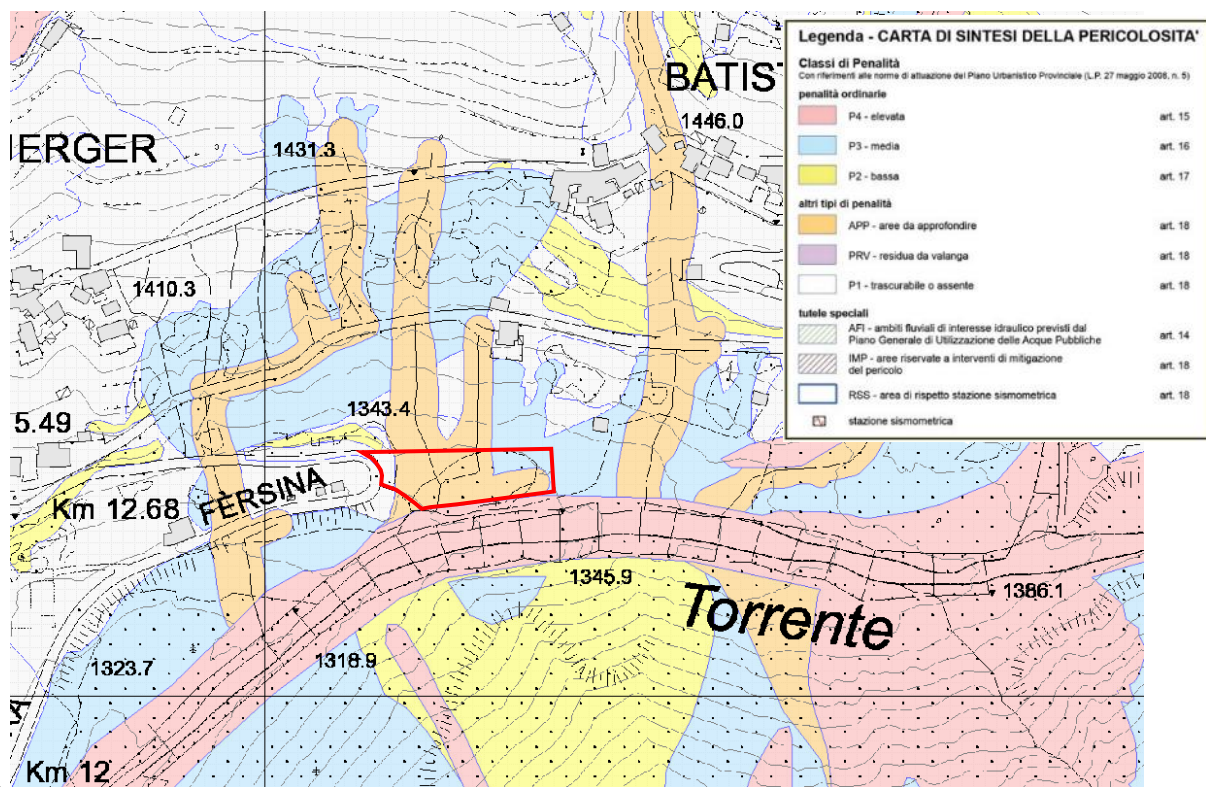 BATIST
1446.0
IERGER
1431.3
1410.3
5.49
1343.4
Km 12.68
FÈRSINA
1345.9
Torrente
1386.1
1323.7
1318.9
Km 12
Legenda - CARTA DI SINTESI DELLA PERICOLOSITA'
Classi di Penalità
Con riferimenti alle norme di attuazione del Piano Urbanistico Provinciale (L.P. 27 maggio 2008, n. 5)
penalità ordinarie
P4 - elevata art. 15
P3 - media art. 16
P2 - bassa art. 17
altri tipi di penalità
APP - aree da approfondire art. 18
PRV - residua da valanga art. 18
P1 - trascurabile o assente art. 18
tutele speciali
AFI - ambiti fluviali di interesse idraulico previsti dal
Piano Generale di Utilizzazione delle Acque Pubbliche art. 14
IMP - aree riservate a interventi di mitigazione
del pericolo art. 18
RSS - area di rispetto stazione sismometrica art. 18
stazione sismometrica